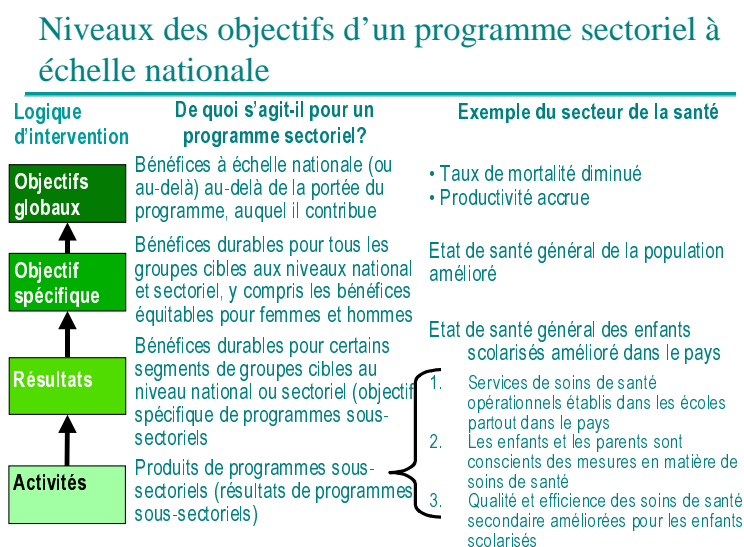 Niveaux des objectifs d’un programme sectoriel à
échelle nationale
Logique
d’intervention
De quoi s’agit-il pour un
programme sectoriel?
Exemple du secteur de la santé
Objectifs
globaux
Bénéfices à échelle nationale (ou
au-delà) au-delà de la portée du
programme, auquel il contribue
• Taux de mortalité diminué
• Productivité accrue
Objectif
spécifique
Bénéfices durables pour tous les
groupes cibles aux niveaux national
et sectoriel, y compris les bénéfices
équitables pour femmes et hommes
Etat de santé général de la population
amélioré
Résultats
Bénéfices durables pour certains
segments de groupes cibles au
niveau national ou sectoriel (objectif
spécifique de programmes sous-
sectoriels
Etat de santé général des enfants
scolarisés amélioré dans le pays
Activités
Produits de programmes sous-
sectoriels (résultats de programmes
sous-sectoriels)
1. Services de soins de santé
opérationnels établis dans les écoles
partout dans le pays
2. Les enfants et les parents sont
conscients des mesures en matière de
soins de santé
3. Qualité et efficience des soins de santé
secondaire améliorées pour les enfants
scolarisés